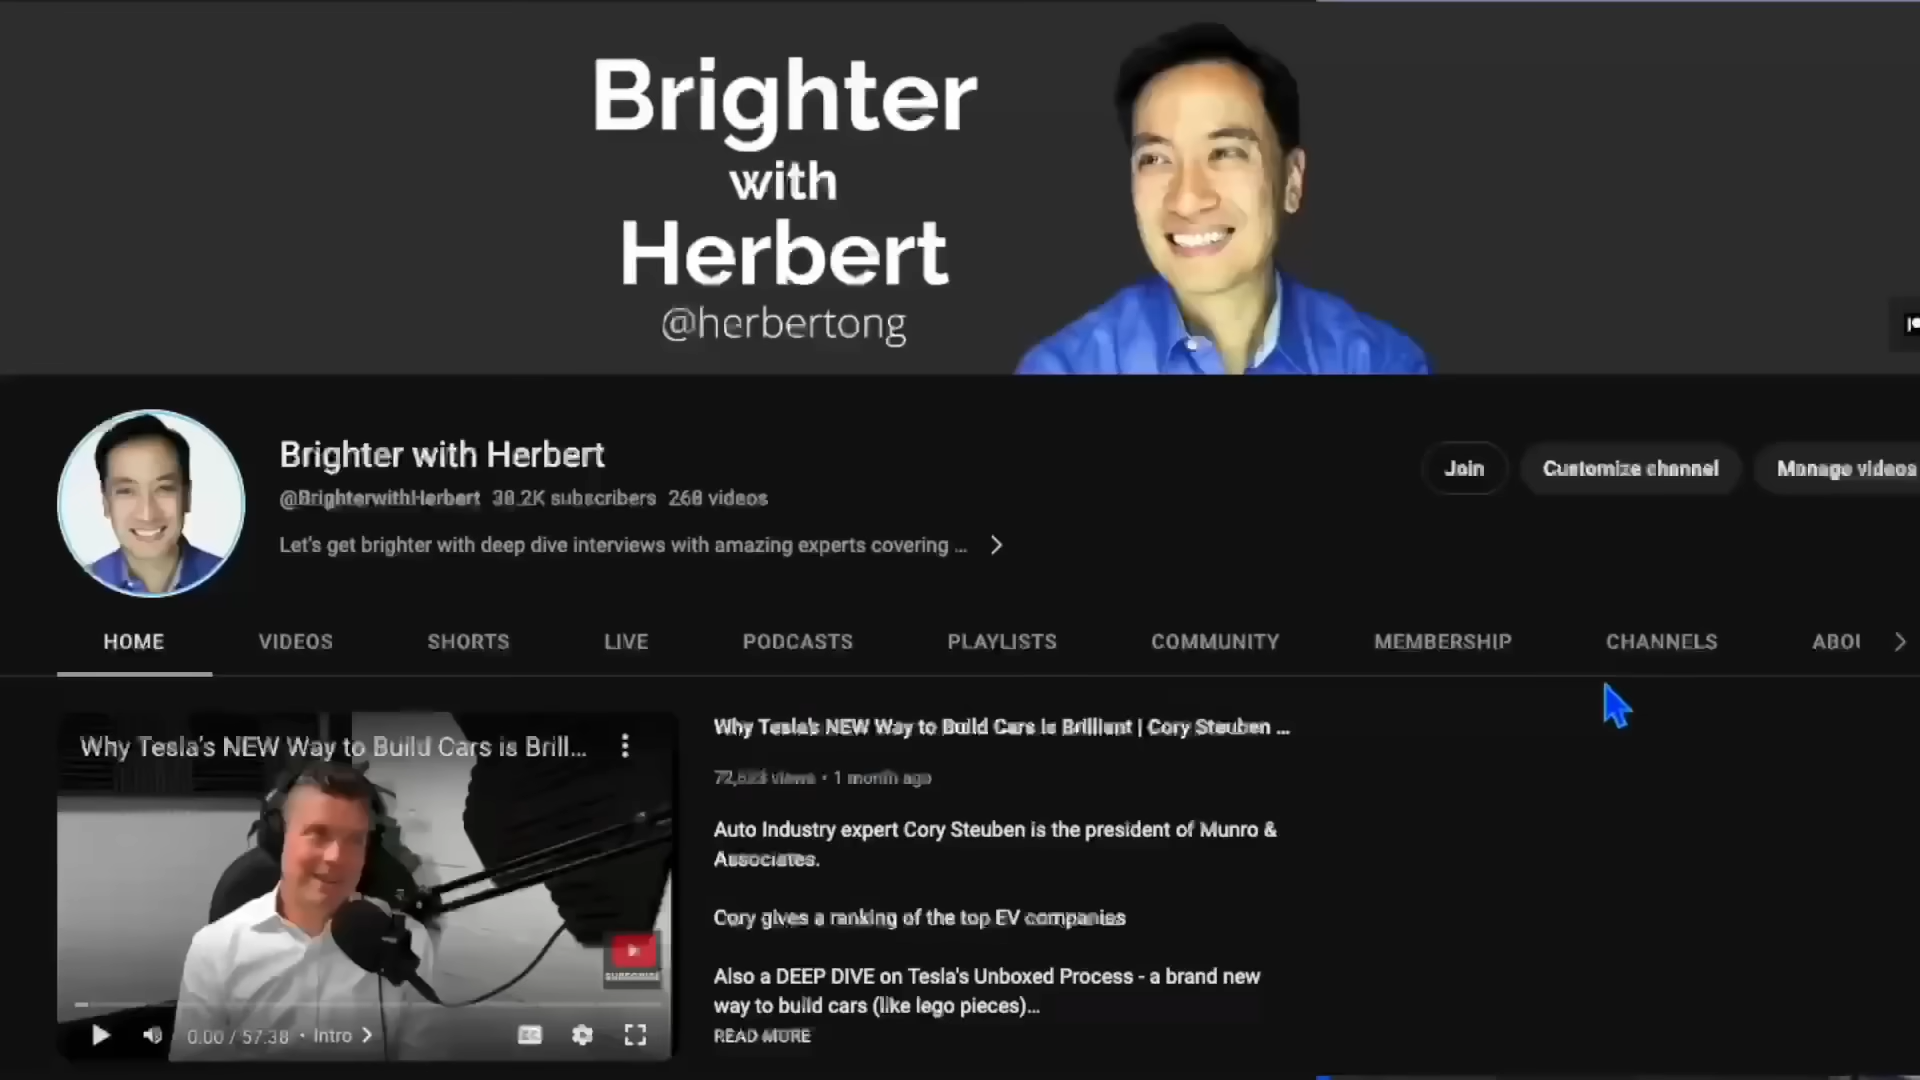 Brighter
with
Herbert
@herbertong
Brighter with Herbert
@BrighterwithHerbert 38.2K subscribers 268 videos
Let's get brighter with deep dive interviews with amazing experts covering ...
Join Customize channel Manage videos
HOME VIDEOS SHORTS LIVE PODCASTS PLAYLISTS COMMUNITY MEMBERSHIP CHANNELS ABOU
Why Tesla's NEW Way to Build Cars is Brill...
Why Tesla's NEW Way to Build Cars is Brilliant | Cory Steuben ...
views • 1 month ago
Auto Industry expert Cory Steuben is the president of Munro &
Associates.
Cory gives a ranking of the top EV companies
Also a DEEP DIVE on Tesla's Unboxed Process - a brand new
way to build cars (like lego pieces)...
READ MORE
SUBSCRIBE
0:00 / 57:38 • Intro